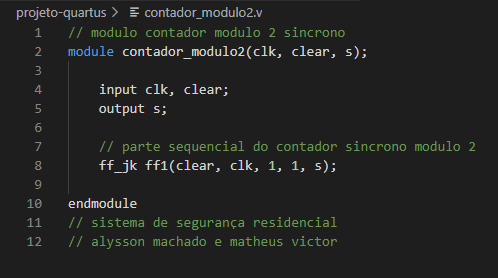 projeto-quartus > contador_modulo2.v
1 // modulo contador modulo 2 sincrono
2 module contador_modulo2(clk, clear, s);
3
4 input clk, clear;
5 output s;
6
7 // parte sequencial do contador sincrono modulo 2
8 ff_jk ff1(clear, clk, 1, 1, s);
9
10 endmodule
11 // sistema de segurança residencial
12 // alysson machado e matheus victor